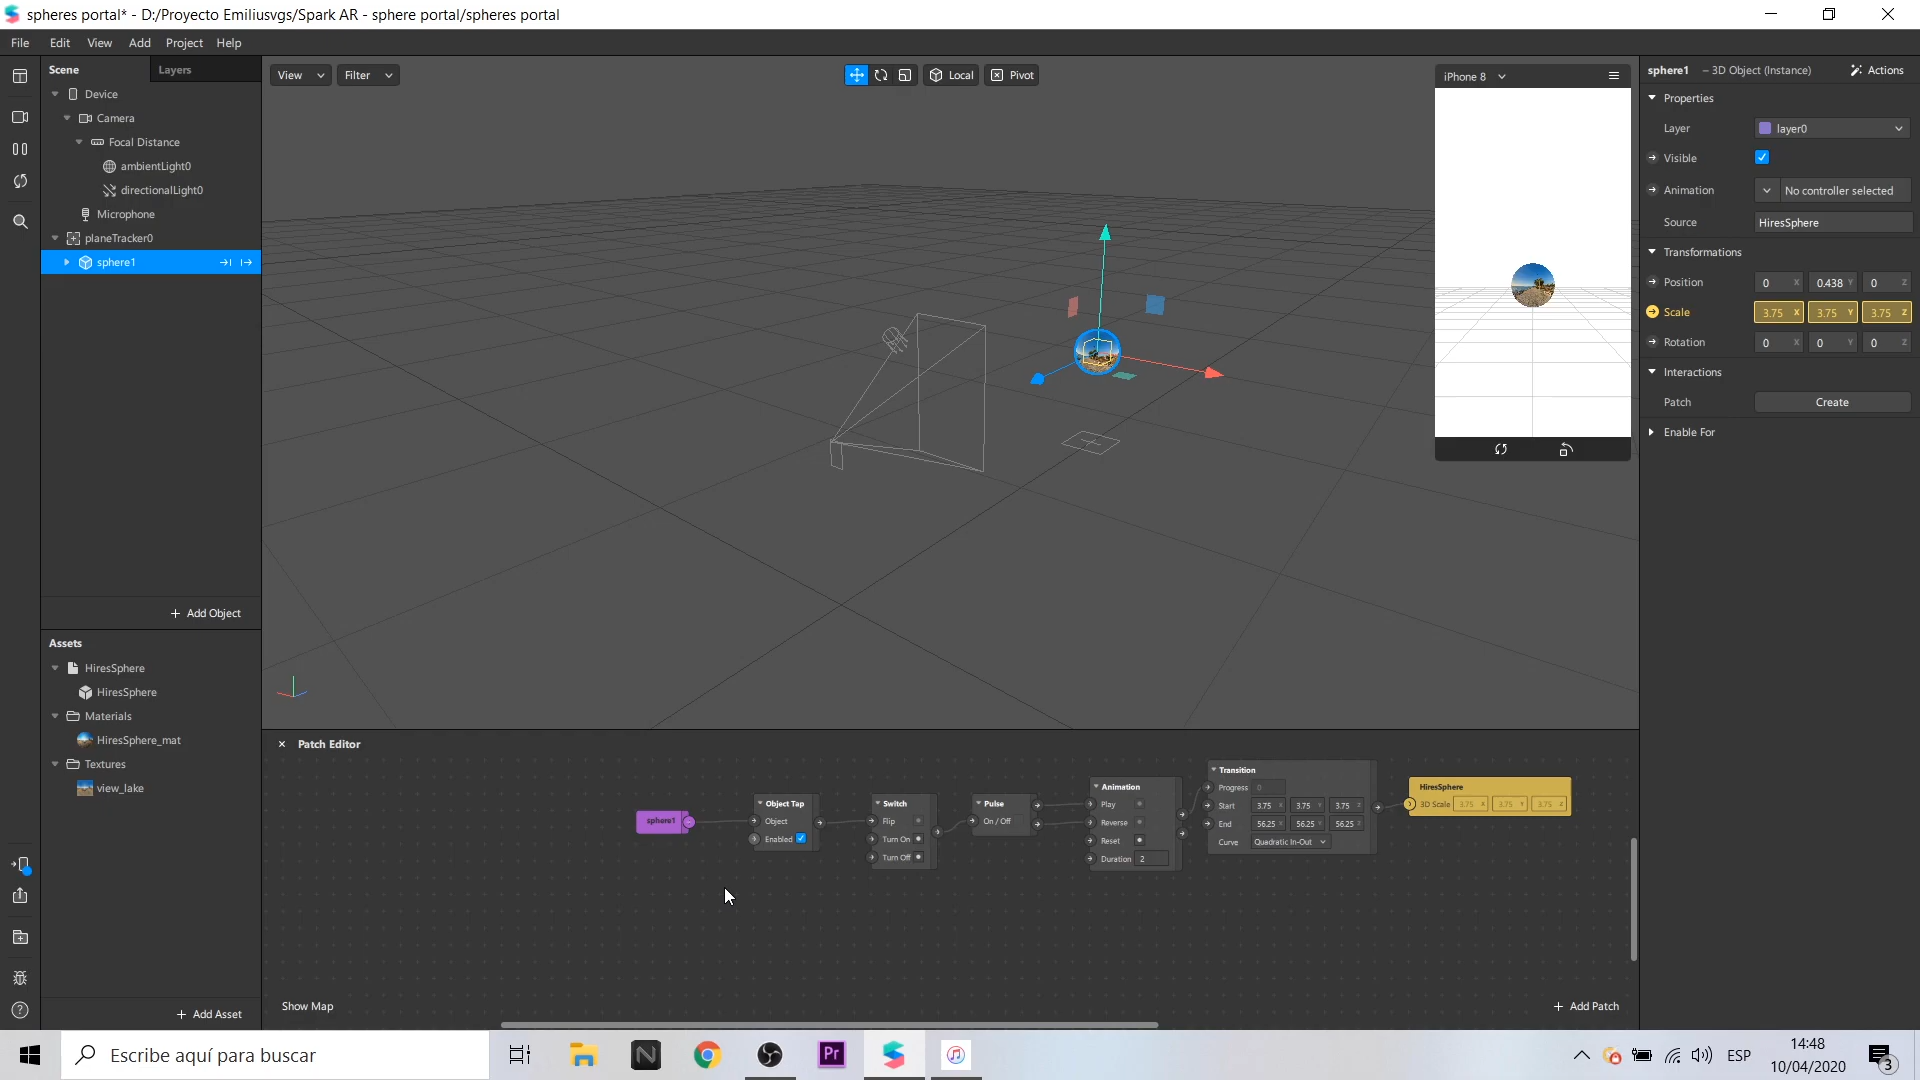 spheres portal* - D:/Proyecto Emiliusvgs/Spark AR - sphere portal/spheres portal
File Edit View Add Project Help
Scene
Layers
Device
Camera
Focal Distance
ambientLight0
directionalLight0
Microphone
planeTracker0
sphere1
+ Add Object
Assets
HiresSphere
HiresSphere
Materials
HiresSphere_mat
Textures
view_lake
+ Add Asset
View
Filter
Local
Pivot
iPhone 8
Patch Editor
sphere1
Object Tap
Object
Enabled
Switch
Flip
Turn On
Turn Off
Pulse
On / Off
Animation
Play
Reverse
Reset
Duration 2
Transition
Progress 0
Start 3.75 X 3.75 Y 3.75 Z
End 56.25 X 56.25 Y 56.25 Z
Curve Quadratic In-Out
HiresSphere
3D Scale 3.75 X 3.75 Y 3.75 Z
Show Map
+ Add Patch
sphere1 – 3D Object (Instance)
Actions
Properties
Layer layer0
Visible
Animation No controller selected
Source HiresSphere
Transformations
Position 0 X 0.438 Y 0 Z
Scale 3.75 X 3.75 Y 3.75 Z
Rotation 0 X 0 Y 0 Z
Interactions
Patch Create
Enable For
Escribe aquí para buscar
N
Pr
ESP
14:48
10/04/2020
3